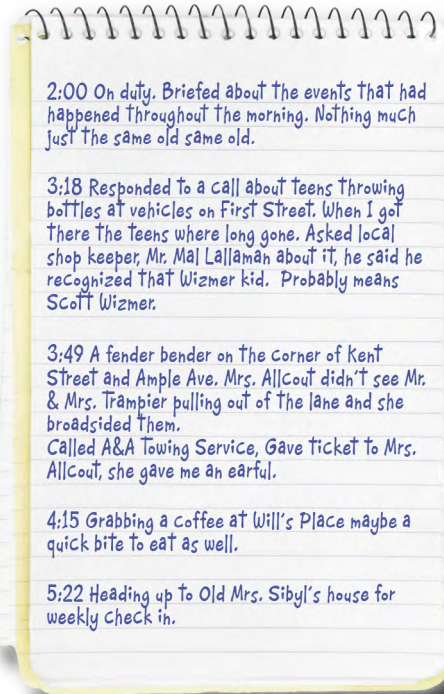 2:00 On duty. Briefed about the events that had
happened throughout the morning. Nothing much
just the same old same old.
3:18 Responded to a call about teens throwing
bottles at vehicles on First Street. When I got
there the teens where long gone. Asked local
shop keeper, Mr. Mal Lallaman about it, he said he
recognized that Wizmer kid. Probably means
Scott Wizmer.
3:49 A fender bender on the corner of Kent
Street and Ample Ave. Mrs. Allcout didn't see Mr.
& Mrs. Trampier pulling out of the lane and she
broadsided them.
Called A&A Towing Service, Gave ticket to Mrs.
Allcout, she gave me an earful.
4:15 Grabbing a coffee at Will's Place maybe a
quick bite to eat as well.
5:22 Heading up to Old Mrs. Sibyl's house for
weekly check in.